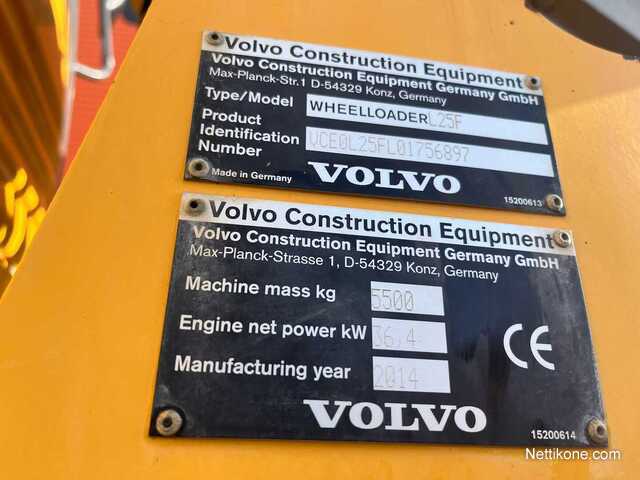 Volvo Construction Equipment
Volvo Construction Equipment Germany GmbH
Max-Planck-Str.1 D-54329 Konz, Germany
Type/Model WHEELLOADER L25F
Product
Identification VCE0L25FL01756897
Number
Made in Germany
VOLVO
15200613
Volvo Construction Equipment
Volvo Construction Equipment Germany GmbH
Max-Planck-Strasse 1, D-54329 Konz, Germany
Machine mass kg 5500
Engine net power kW 36,4
CE
Manufacturing year 2014
VOLVO
15200614
Nettikone.com